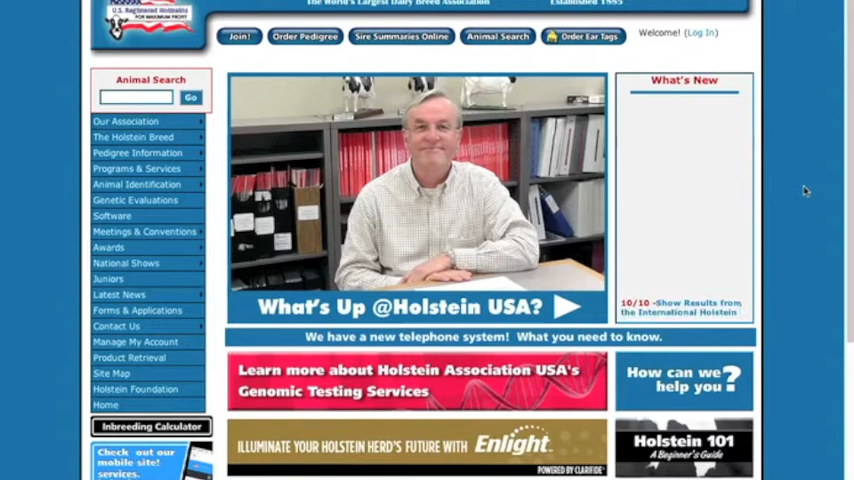 The World's Largest Dairy Breed Association
Established 1885
U.S. Registered Holsteins
FOR MAXIMUM PROFIT
Join!
Order Pedigree
Sire Summaries Online
Animal Search
Order Ear Tags
Welcome! (Log In)
Animal Search
Go
Our Association
The Holstein Breed
Pedigree Information
Programs & Services
Animal Identification
Genetic Evaluations
Software
Meetings & Conventions
Awards
National Shows
Juniors
Latest News
Forms & Applications
Contact Us
Manage My Account
Product Retrieval
Site Map
Holstein Foundation
Home
Inbreeding Calculator
Check out our
mobile site!
services.
What's Up @Holstein USA?
What's New
10/10 -Show Results from
the International Holstein
We have a new telephone system! What you need to know.
Learn more about Holstein Association USA's
Genomic Testing Services
How can we
help you?
ILLUMINATE YOUR HOLSTEIN HERD'S FUTURE WITH Enlight
POWERED BY CLARIFIDE
Holstein 101
A Beginner's Guide